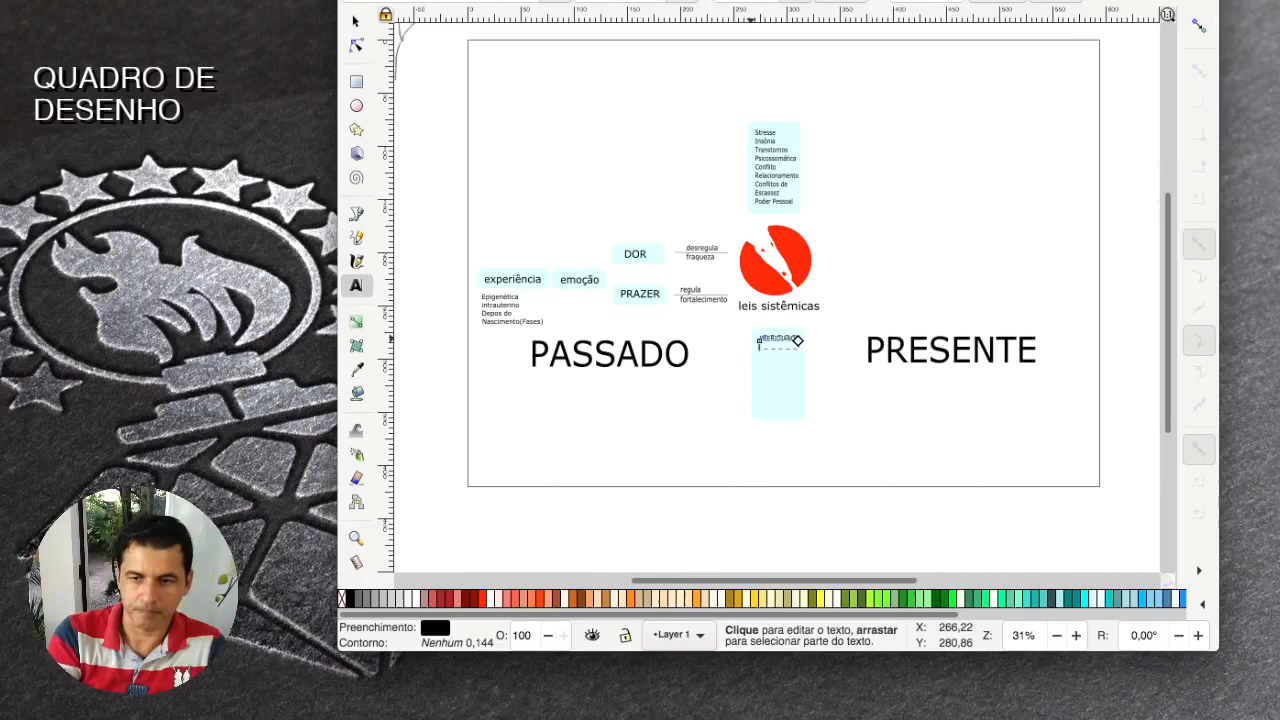 QUADRO DE
DESENHO
Stresse
Insônia
Transtornos
Psicossomática
Conflito
Relacionamento
Conflitos de
Escassez
Poder Pessoal
DOR
desregula
fraqueza
experiência
emoção
PRAZER
regula
fortalecimento
Epigenética
intrauterino
Depos do
Nascimento(Fases)
leis sistêmicas
PASSADO
PRESENTE
Preenchimento:
Contorno:
Nenhum 0,144
O: 100
•Layer 1
Clique para editar o texto, arrastar
para selecionar parte do texto.
X: 266,22
Y: 280,86
Z: 31%
R: 0,00°